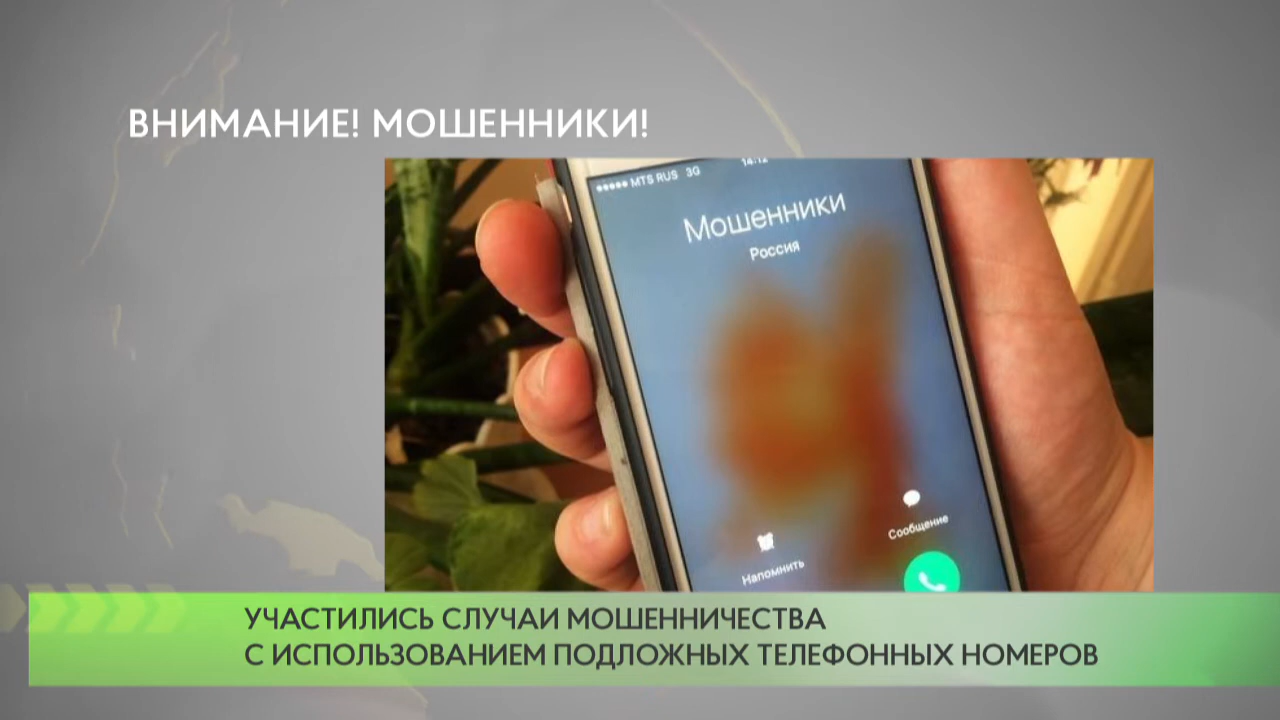 ВНИМАНИЕ! МОШЕННИКИ!
14:12
●●●●● MTS RUS 3G
Мошенники
Россия
Сообщение
Напомнить
УЧАСТИЛИСЬ СЛУЧАИ МОШЕННИЧЕСТВА
С ИСПОЛЬЗОВАНИЕМ ПОДЛОЖНЫХ ТЕЛЕФОННЫХ НОМЕРОВ